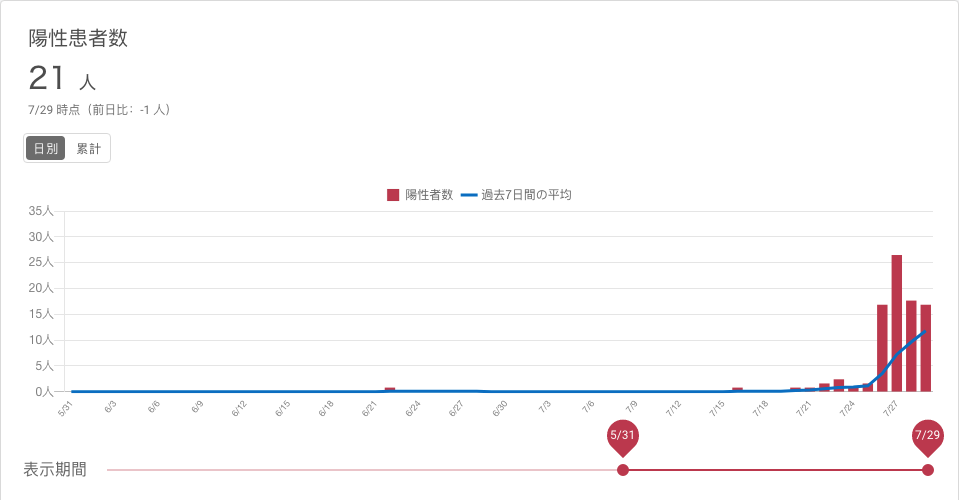 陽性患者数
21 人
7/29 時点（前日比：-1 人）
日別 累計
陽性者数 過去7日間の平均
35人
30人
25人
20人
15人
10人
5人
0人
5/31 6/3 6/6 6/9 6/12 6/15 6/18 6/21 6/24 6/27 6/30 7/3 7/6 7/9 7/12 7/15 7/18 7/21 7/24 7/27
5/31 7/29
表示期間